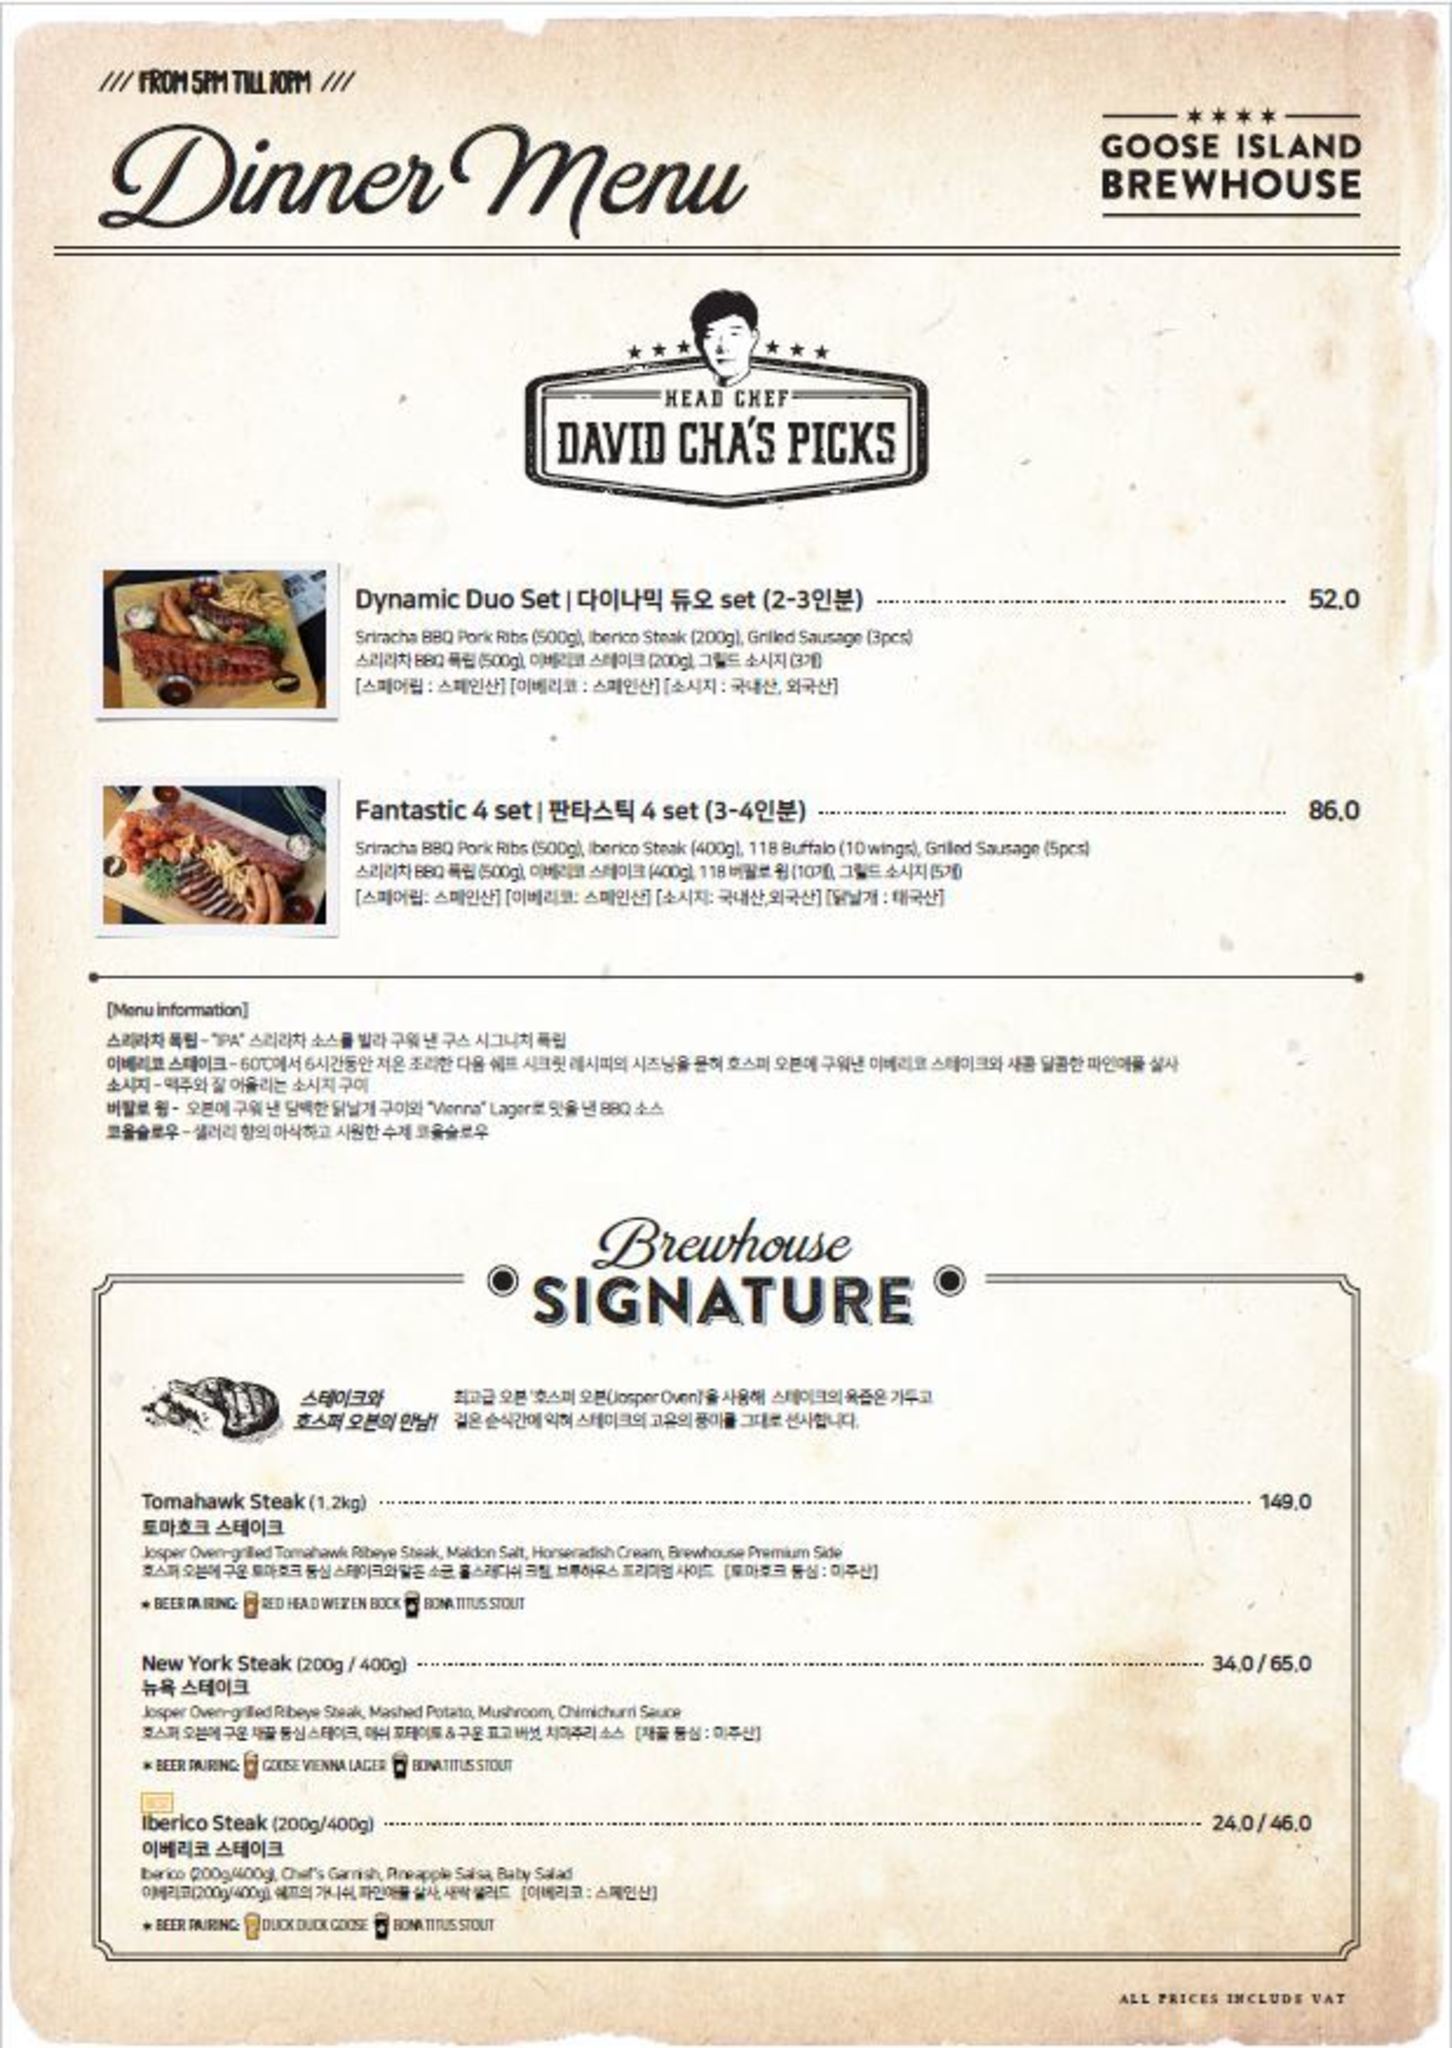 /// FROM 5PM TILL 10PM ///
Dinner Menu
GOOSE ISLAND
BREWHOUSE
HEAD CHEF
DAVID CHA'S PICKS
Dynamic Duo Set | 다이나믹 듀오 set (2-3인분) 52.0
Sriracha BBQ Pork Ribs (500g), Iberico Steak (200g), Grilled Sausage (3pcs)
스리라차 BBQ 폭립 (500g), 이베리코 스테이크 (200g), 그릴드 소시지 (3개)
[스페어립 : 스페인산] [이베리코 : 스페인산] [소시지 : 국내산, 외국산]
Fantastic 4 set | 판타스틱 4 set (3-4인분) 86.0
Sriracha BBQ Pork Ribs (500g), Iberico Steak (400g), 118 Buffalo (10 wings), Grilled Sausage (5pcs)
스리라차 BBQ 폭립 (500g), 이베리코 스테이크 (400g), 118 버팔로 윙 (10개), 그릴드 소시지 (5개)
[스페어립: 스페인산] [이베리코: 스페인산] [소시지: 국내산,외국산] [닭날개 : 태국산]
[Menu information]
스리라차 폭립 - "IPA" 스리라차 소스를 발라 구워 낸 구스 시그니처 폭립
이베리코 스테이크 - 60℃에서 6시간동안 저온 조리한 다음 쉐프 시크릿 레시피의 시즈닝을 묻혀 호스퍼 오븐에 구워낸 이베리코 스테이크와 새콤 달콤한 파인애플 살사
소시지 - 맥주와 잘 어울리는 소시지 구이
버팔로 윙 - 오븐에 구워 낸 담백한 닭날개 구이와 "Vienna" Lager로 맛을 낸 BBQ 소스
코울슬로우 - 샐러리 향의 아삭하고 시원한 수제 코울슬로우
Brewhouse
SIGNATURE
스테이크와
호스퍼 오븐의 만남!
최고급 오븐 '호스퍼 오븐(Josper Oven)'을 사용해 스테이크의 육즙은 가두고
겉은 순식간에 익혀 스테이크의 고유의 풍미를 그대로 선사합니다.
Tomahawk Steak (1.2kg) 149.0
토마호크 스테이크
Josper Oven-grilled Tomahawk Ribeye Steak, Maldon Salt, Horseradish Cream, Brewhouse Premium Side
호스퍼 오븐에 구운 토마호크 등심 스테이크와 말돈 소금, 홀스래디쉬 크림, 브루하우스 프리미엄 사이드 [토마호크 등심 : 미주산]
* BEER PAIRING: RED HEAD WEIZEN BOCK BONA TITUS STOUT
New York Steak (200g / 400g) 34.0 / 65.0
뉴욕 스테이크
Josper Oven-grilled Ribeye Steak, Mashed Potato, Mushroom, Chimichurri Sauce
호스퍼 오븐에 구운 채끝 등심 스테이크, 매쉬 포테이토 & 구운 표고 버섯, 치미추리 소스 [채끝 등심 : 미주산]
* BEER PAIRING: GOOSE VIENNA LAGER BONA TITUS STOUT
Iberico Steak (200g/400g) 24.0 / 46.0
이베리코 스테이크
Iberico (200g/400g), Chef's Garnish, Pineapple Salsa, Baby Salad
이베리코(200g/400g), 쉐프의 가니쉬, 파인애플 살사, 새싹 샐러드 [이베리코 : 스페인산]
* BEER PAIRING: DUCK DUCK GOOSE BONA TITUS STOUT
ALL PRICES INCLUDE VAT